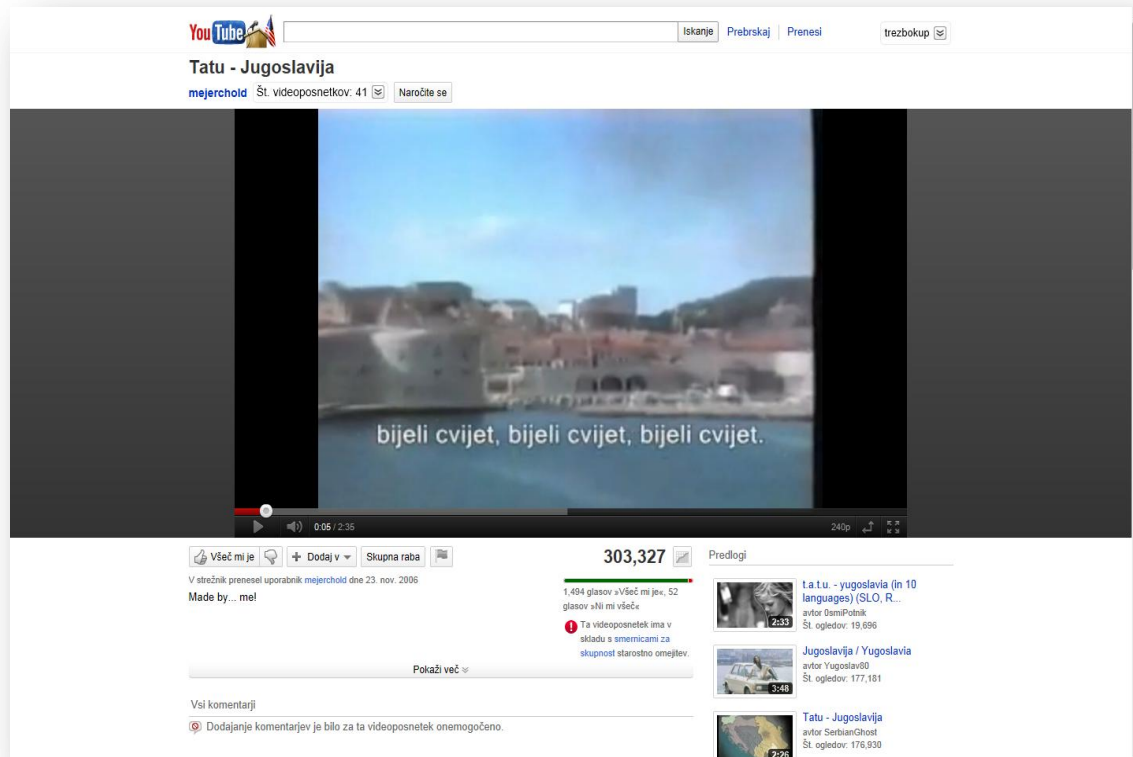 You Tube
Iskanje Prebrskaj Prenesi trezbokup
Tatu - Jugoslavija
mejerchold Št. videoposnetkov: 41 Naročite se
bijeli cvijet, bijeli cvijet, bijeli cvijet.
0:05 / 2:35 240p
Všeč mi je Dodaj v Skupna raba 303,327
V strežnik prenesel uporabnik mejerchold dne 23. nov. 2006
Made by... me!
1,494 glasov »Všeč mi je«, 52
glasov »Ni mi všeč«
Ta videoposnetek ima v
skladu s smernicami za
skupnost starostno omejitev.
Pokaži več
Vsi komentarji
Dodajanje komentarjev je bilo za ta videoposnetek onemogočeno.
Predlogi
2:33
t.a.t.u. - yugoslavia (in 10
languages) (SLO, R...
avtor 0smiPotnik
Št. ogledov: 19,696
3:48
Jugoslavija / Yugoslavia
avtor Yugoslav80
Št. ogledov: 177,181
2:26
Tatu - Jugoslavija
avtor SerbianGhost
Št. ogledov: 176,930